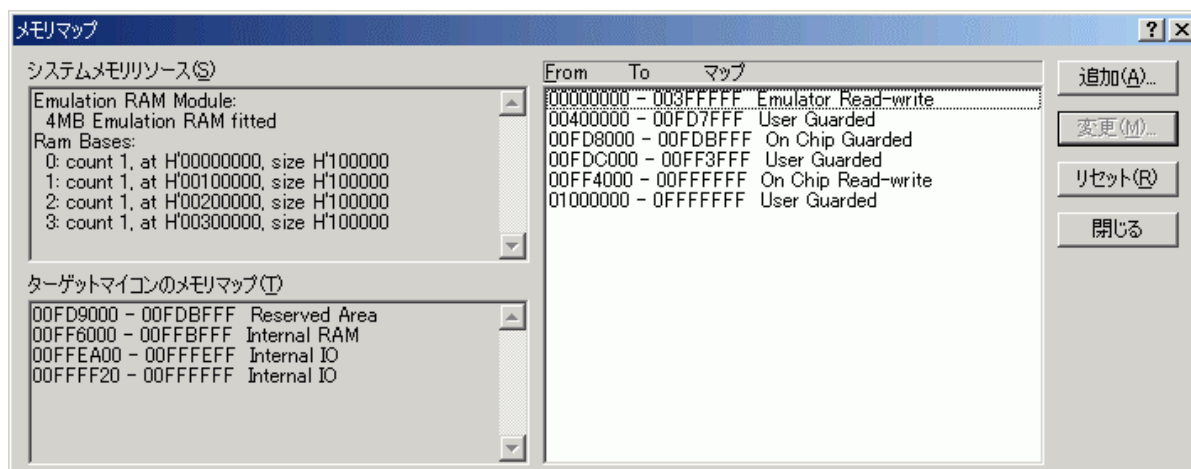 メモリマップ
システムメモリリソース(S)
Emulation RAM Module:
4MB Emulation RAM fitted
Ram Bases:
0: count 1, at H'00000000, size H'100000
1: count 1, at H'00100000, size H'100000
2: count 1, at H'00200000, size H'100000
3: count 1, at H'00300000, size H'100000
ターゲットマイコンのメモリマップ(T)
00FD9000 - 00FDBFFF Reserved Area
00FF6000 - 00FFBFFF Internal RAM
00FFEA00 - 00FFFEFF Internal IO
00FFFF20 - 00FFFFFF Internal IO
From To マップ
00000000 - 003FFFFF Emulator Read-write
00400000 - 00FD7FFF User Guarded
00FD8000 - 00FDBFFF On Chip Guarded
00FDC000 - 00FF3FFF User Guarded
00FF4000 - 00FFFFFF On Chip Read-write
01000000 - 0FFFFFFF User Guarded
追加(A)...
変更(M)...
リセット(R)
閉じる